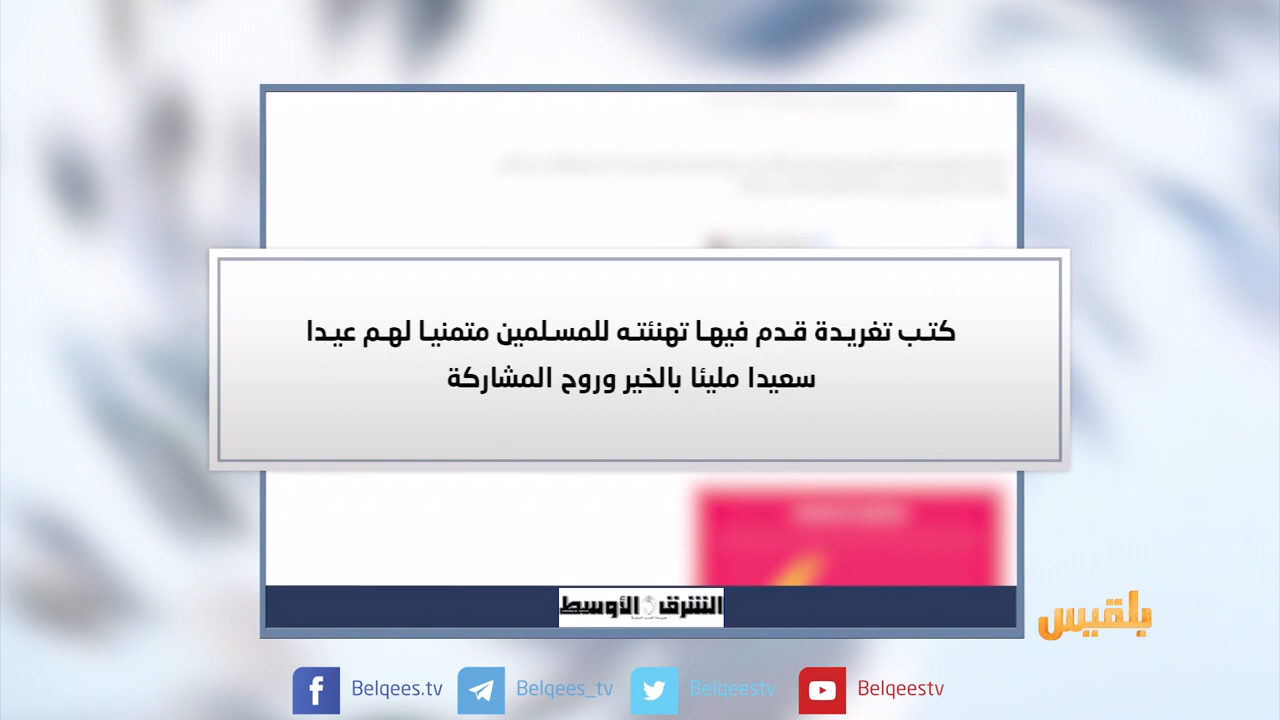 كتب تغريدة قدم فيها تهنئته للمسلمين متمنيا لهم عيدا
سعيدا مليئا بالخير وروح المشاركة
الشرق الأوسط
بلقيس
Belqees.tv
Belqees_tv
Belqeestv
Belqeestv